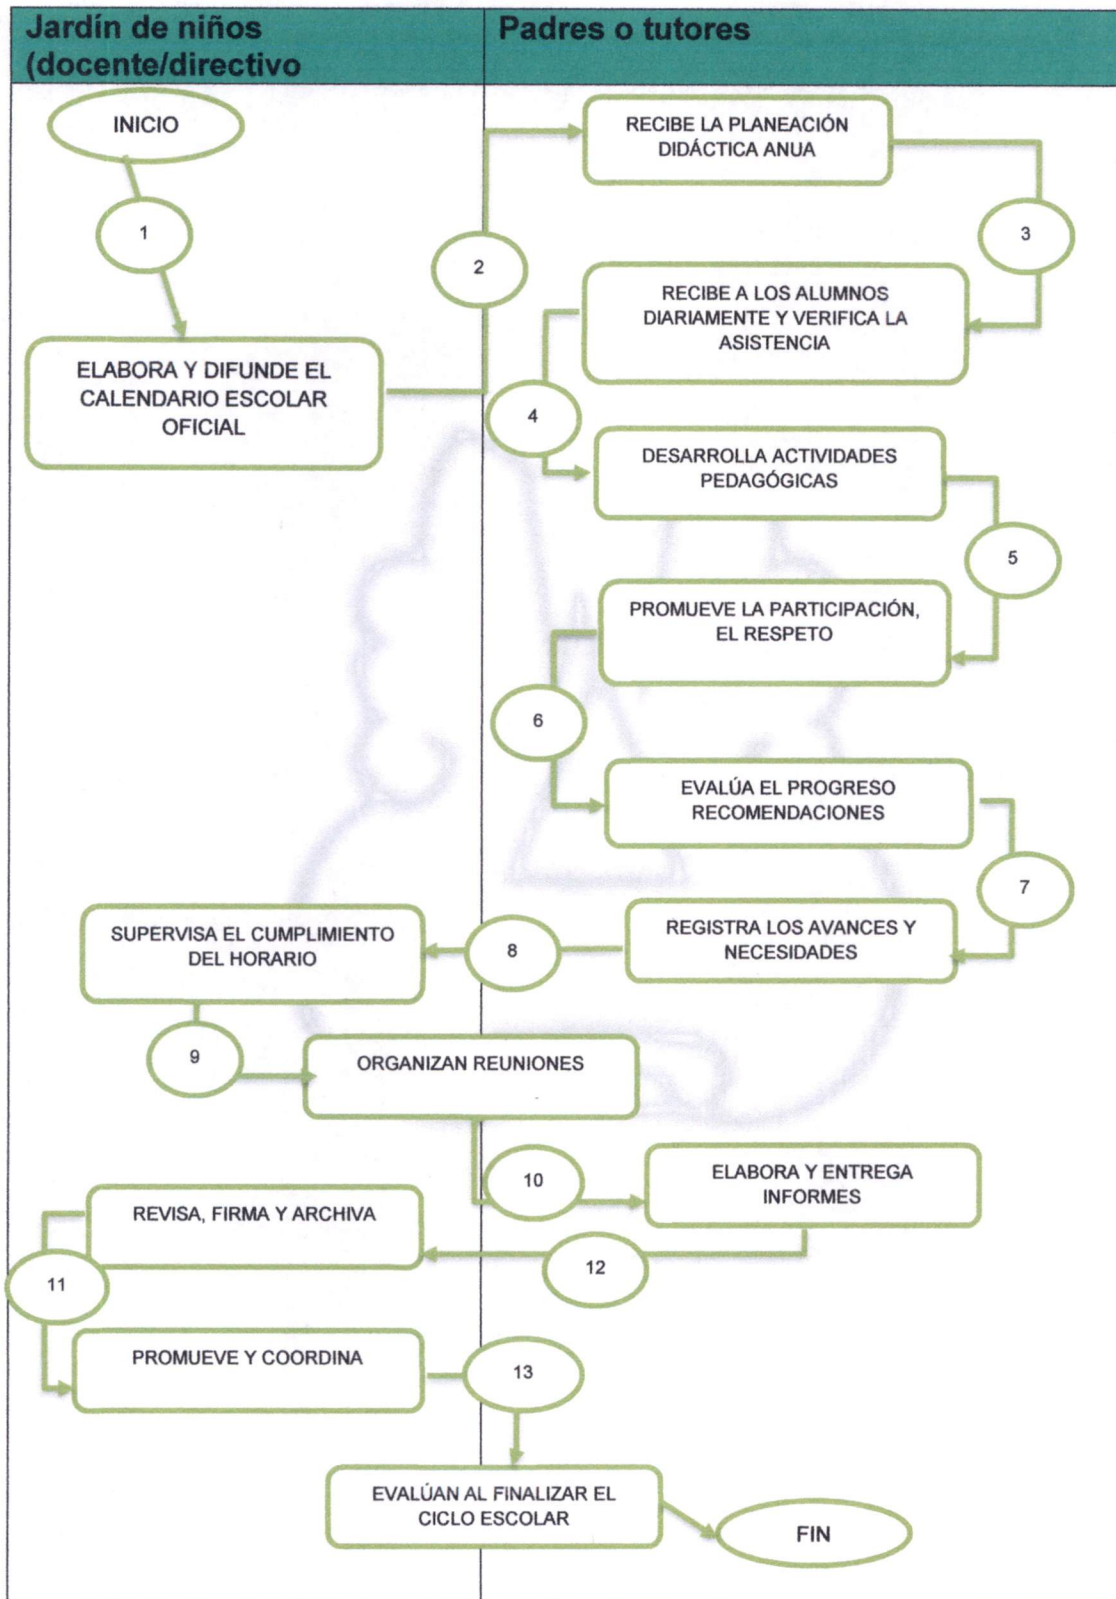 Jardín de niños
(docente/directivo
Padres o tutores
INICIO
RECIBE LA PLANEACIÓN
DIDÁCTICA ANUA
1
3
2
RECIBE A LOS ALUMNOS
DIARIAMENTE Y VERIFICA LA
ASISTENCIA
ELABORA Y DIFUNDE EL
CALENDARIO ESCOLAR
OFICIAL
4
DESARROLLA ACTIVIDADES
PEDAGÓGICAS
5
PROMUEVE LA PARTICIPACIÓN,
EL RESPETO
6
EVALÚA EL PROGRESO
RECOMENDACIONES
7
SUPERVISA EL CUMPLIMIENTO
DEL HORARIO
8
REGISTRA LOS AVANCES Y
NECESIDADES
9
ORGANIZAN REUNIONES
10
ELABORA Y ENTREGA
INFORMES
REVISA, FIRMA Y ARCHIVA
12
11
PROMUEVE Y COORDINA
13
EVALÚAN AL FINALIZAR EL
CICLO ESCOLAR
FIN